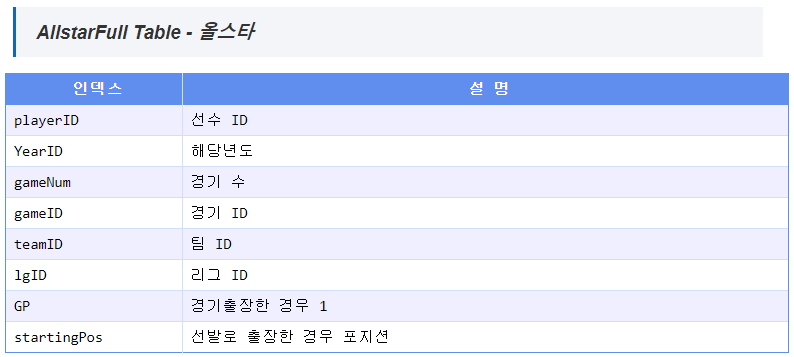 AllstarFull Table - 올스타
인덱스 설 명
playerID 선수 ID
YearID 해당년도
gameNum 경기 수
gameID 경기 ID
teamID 팀 ID
lgID 리그 ID
GP 경기출장한 경우 1
startingPos 선발로 출장한 경우 포지션